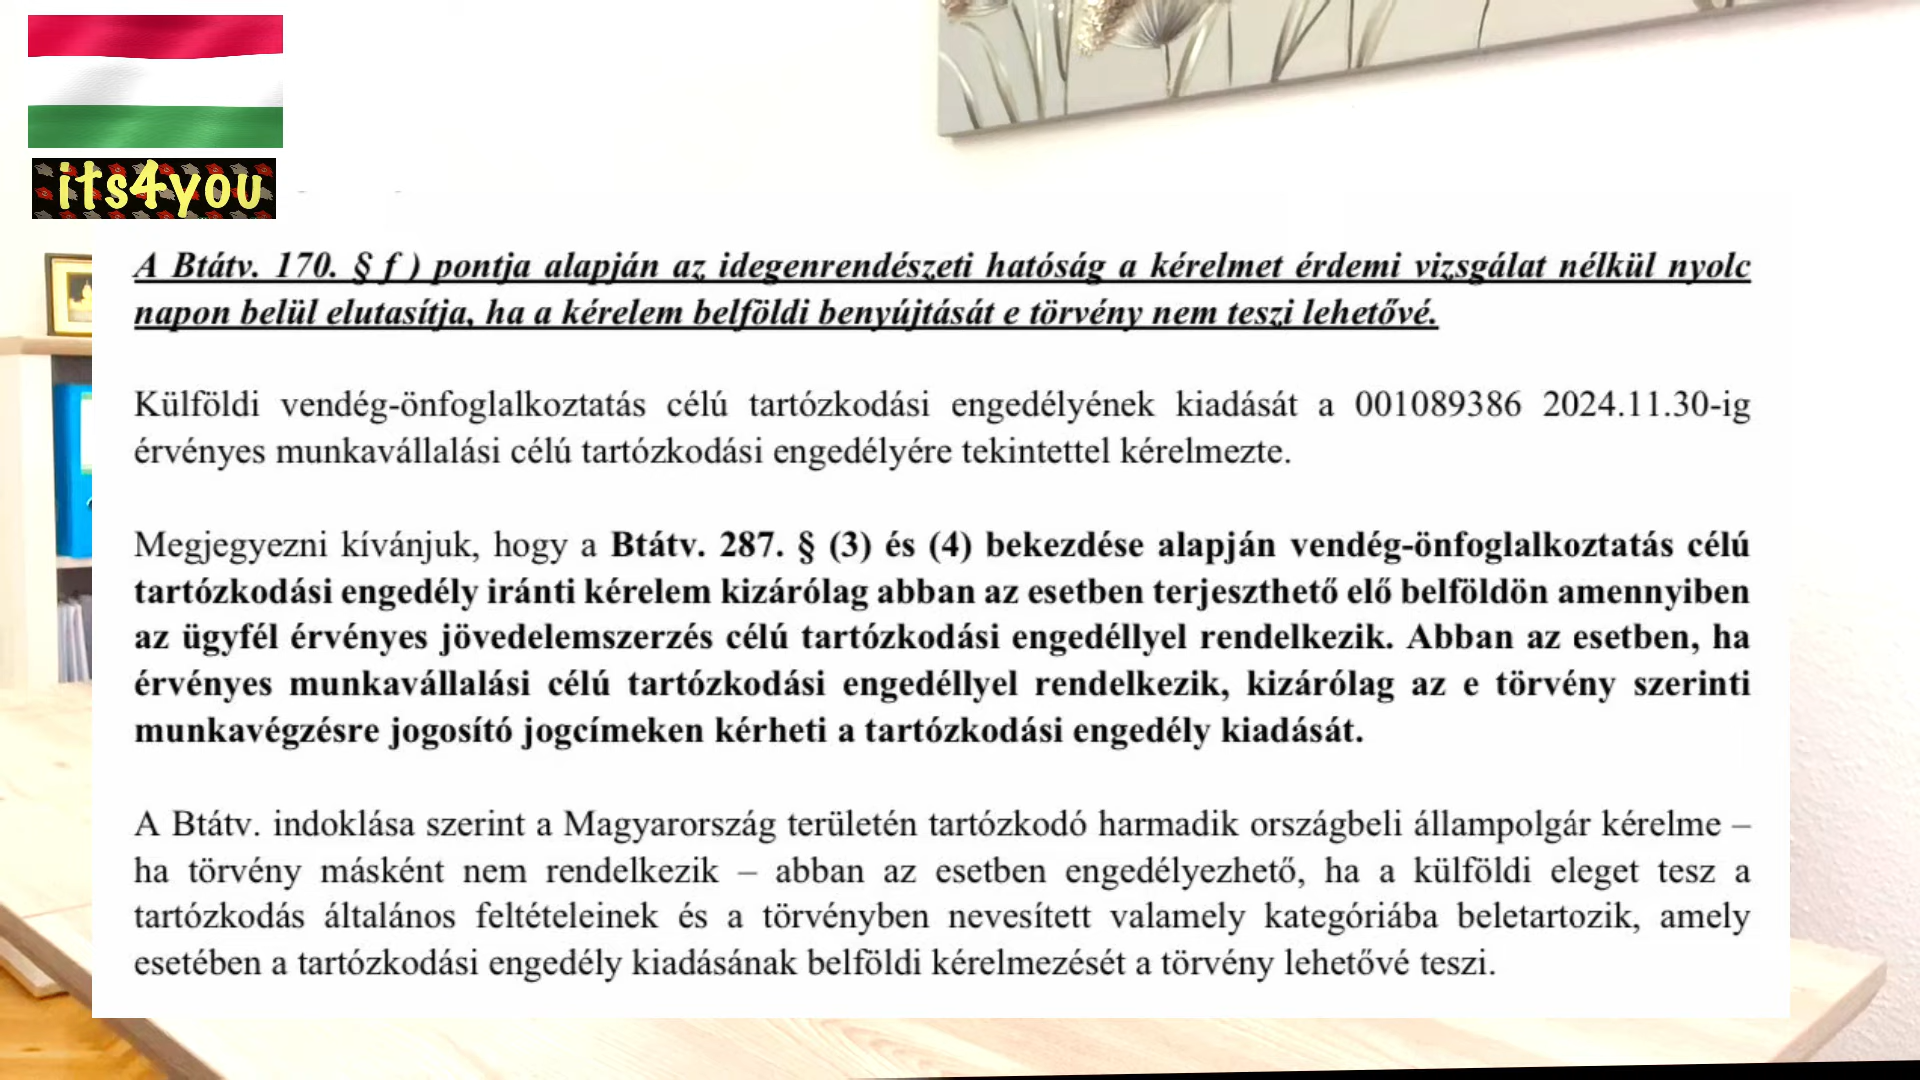 its4you
A Btátv. 170. § f ) pontja alapján az idegenrendészeti hatóság a kérelmet érdemi vizsgálat nélkül nyolc
napon belül elutasítja, ha a kérelem belföldi benyújtását e törvény nem teszi lehetővé.
Külföldi vendég-önfoglalkoztatás célú tartózkodási engedélyének kiadását a 001089386 2024.11.30-ig
érvényes munkavállalási célú tartózkodási engedélyére tekintettel kérelmezte.
Megjegyezni kívánjuk, hogy a Btátv. 287. § (3) és (4) bekezdése alapján vendég-önfoglalkoztatás célú
tartózkodási engedély iránti kérelem kizárólag abban az esetben terjeszthető elő belföldön amennyiben
az ügyfél érvényes jövedelemszerzés célú tartózkodási engedéllyel rendelkezik. Abban az esetben, ha
érvényes munkavállalási célú tartózkodási engedéllyel rendelkezik, kizárólag az e törvény szerinti
munkavégzésre jogosító jogcímeken kérheti a tartózkodási engedély kiadását.
A Btátv. indoklása szerint a Magyarország területén tartózkodó harmadik országbeli állampolgár kérelme –
ha törvény másként nem rendelkezik – abban az esetben engedélyezhető, ha a külföldi eleget tesz a
tartózkodás általános feltételeinek és a törvényben nevesített valamely kategóriába beletartozik, amely
esetében a tartózkodási engedély kiadásának belföldi kérelmezését a törvény lehetővé teszi.